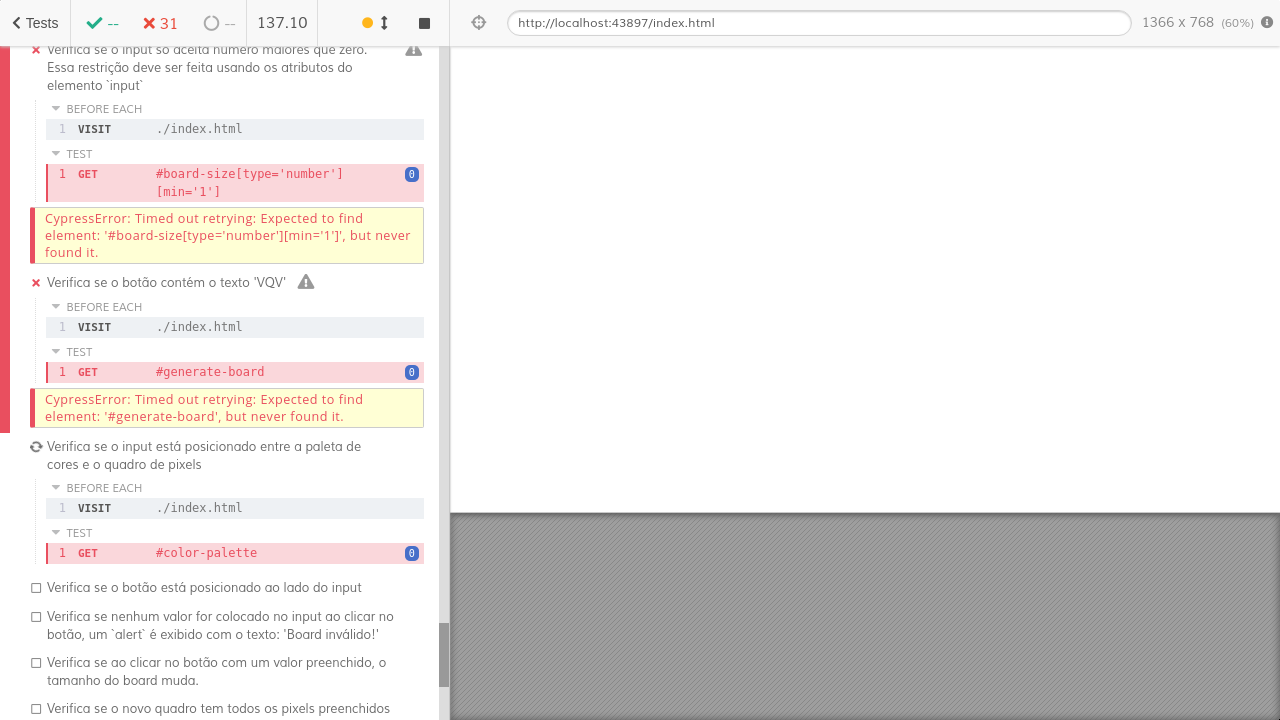 Tests
--
31
--
137.10
http://localhost:43897/index.html
1366 x 768 (60%)
Verifica se o input só aceita número maiores que zero.
Essa restrição deve ser feita usando os atributos do
elemento `input`
BEFORE EACH
1 VISIT ./index.html
TEST
1 GET #board-size[type='number'] 0
[min='1']
CypressError: Timed out retrying: Expected to find
element: '#board-size[type='number'][min='1']', but never
found it.
Verifica se o botão contém o texto 'VQV'
BEFORE EACH
1 VISIT ./index.html
TEST
1 GET #generate-board 0
CypressError: Timed out retrying: Expected to find
element: '#generate-board', but never found it.
Verifica se o input está posicionado entre a paleta de
cores e o quadro de pixels
BEFORE EACH
1 VISIT ./index.html
TEST
1 GET #color-palette 0
Verifica se o botão está posicionado ao lado do input
Verifica se nenhum valor for colocado no input ao clicar no
botão, um `alert` é exibido com o texto: 'Board inválido!'
Verifica se ao clicar no botão com um valor preenchido, o
tamanho do board muda.
Verifica se o novo quadro tem todos os pixels preenchidos